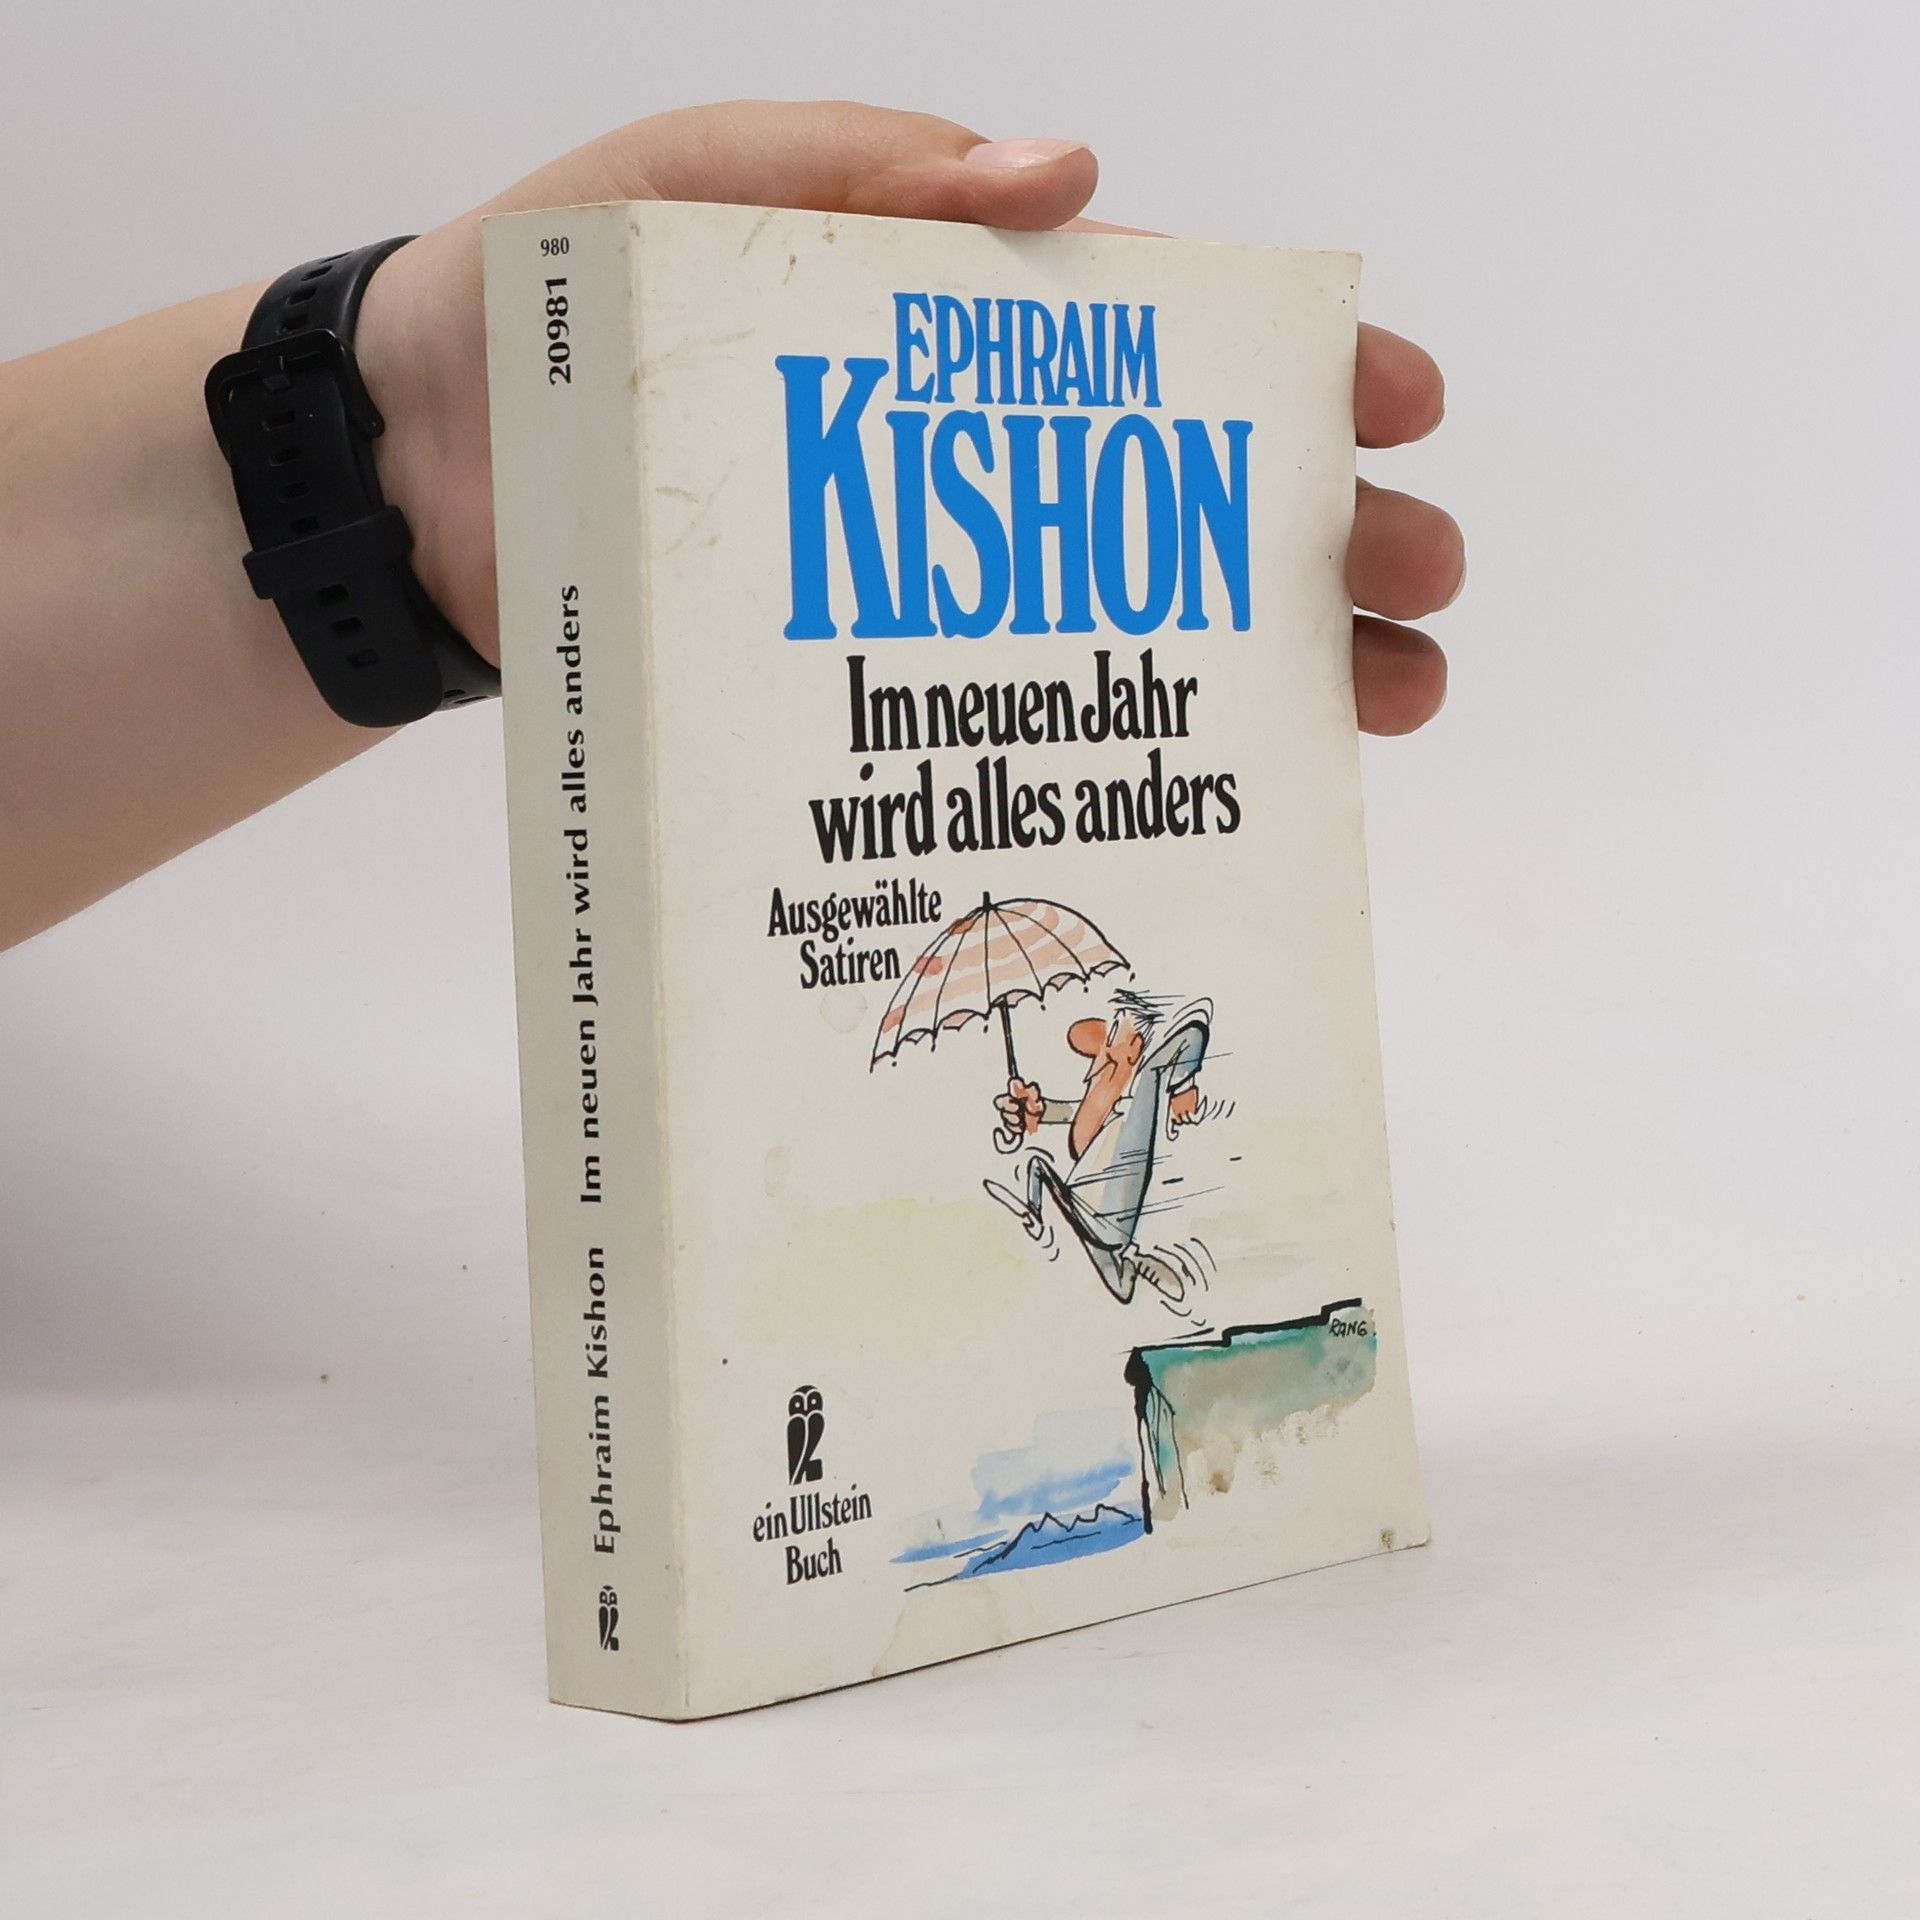 980
20981
Ephraim Kishon Im neuen Jahr wird alles anders
EPHRAIM
KISHON
Im neuen Jahr
wird alles anders
Ausgewählte
Satiren
RANG.
ein Ullstein
Buch